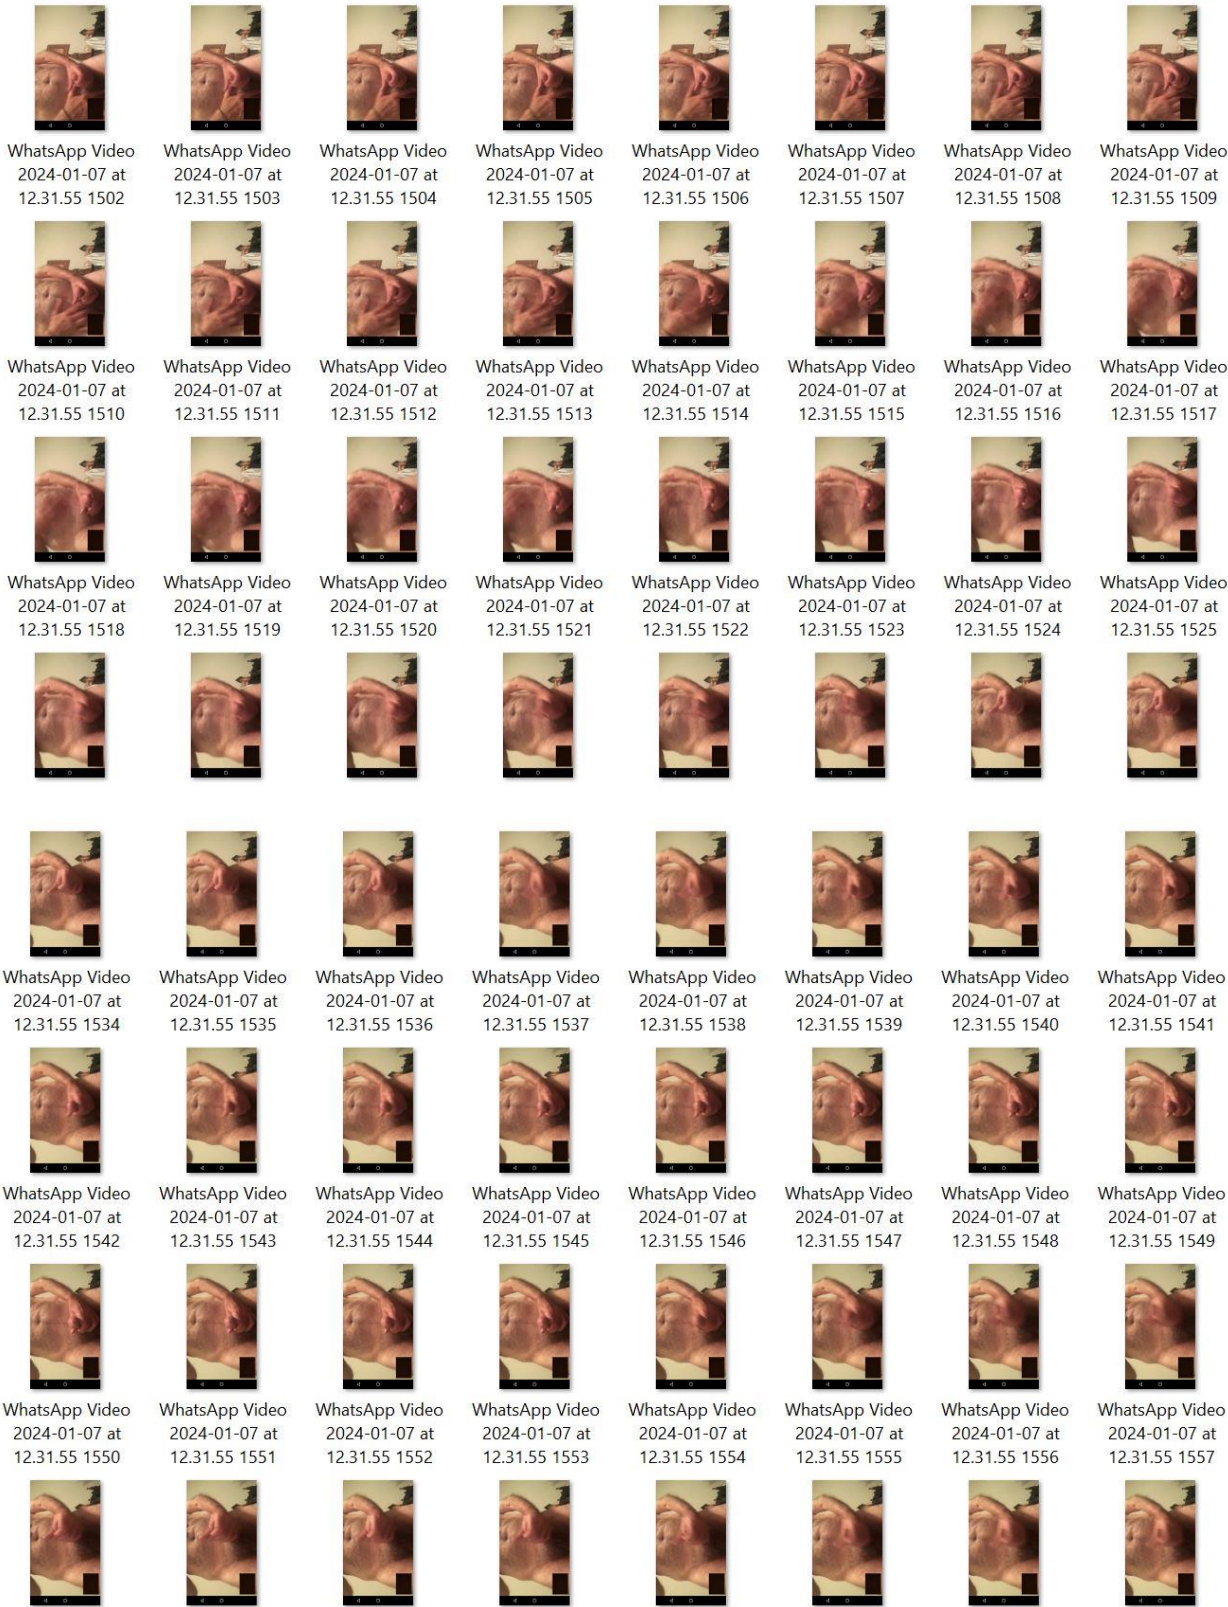 WhatsApp Video WhatsApp Video WhatsApp Video WhatsApp Video WhatsApp Video WhatsApp Video WhatsApp Video WhatsApp Video
2024-01-07 at 2024-01-07 at 2024-01-07 at 2024-01-07 at 2024-01-07 at 2024-01-07 at 2024-01-07 at 2024-01-07 at
12.31.55 1502 12.31.55 1503 12.31.55 1504 12.31.55 1505 12.31.55 1506 12.31.55 1507 12.31.55 1508 12.31.55 1509
WhatsApp Video WhatsApp Video WhatsApp Video WhatsApp Video WhatsApp Video WhatsApp Video WhatsApp Video WhatsApp Video
2024-01-07 at 2024-01-07 at 2024-01-07 at 2024-01-07 at 2024-01-07 at 2024-01-07 at 2024-01-07 at 2024-01-07 at
12.31.55 1510 12.31.55 1511 12.31.55 1512 12.31.55 1513 12.31.55 1514 12.31.55 1515 12.31.55 1516 12.31.55 1517
WhatsApp Video WhatsApp Video WhatsApp Video WhatsApp Video WhatsApp Video WhatsApp Video WhatsApp Video WhatsApp Video
2024-01-07 at 2024-01-07 at 2024-01-07 at 2024-01-07 at 2024-01-07 at 2024-01-07 at 2024-01-07 at 2024-01-07 at
12.31.55 1518 12.31.55 1519 12.31.55 1520 12.31.55 1521 12.31.55 1522 12.31.55 1523 12.31.55 1524 12.31.55 1525
WhatsApp Video WhatsApp Video WhatsApp Video WhatsApp Video WhatsApp Video WhatsApp Video WhatsApp Video WhatsApp Video
2024-01-07 at 2024-01-07 at 2024-01-07 at 2024-01-07 at 2024-01-07 at 2024-01-07 at 2024-01-07 at 2024-01-07 at
12.31.55 1534 12.31.55 1535 12.31.55 1536 12.31.55 1537 12.31.55 1538 12.31.55 1539 12.31.55 1540 12.31.55 1541
WhatsApp Video WhatsApp Video WhatsApp Video WhatsApp Video WhatsApp Video WhatsApp Video WhatsApp Video WhatsApp Video
2024-01-07 at 2024-01-07 at 2024-01-07 at 2024-01-07 at 2024-01-07 at 2024-01-07 at 2024-01-07 at 2024-01-07 at
12.31.55 1542 12.31.55 1543 12.31.55 1544 12.31.55 1545 12.31.55 1546 12.31.55 1547 12.31.55 1548 12.31.55 1549
WhatsApp Video WhatsApp Video WhatsApp Video WhatsApp Video WhatsApp Video WhatsApp Video WhatsApp Video WhatsApp Video
2024-01-07 at 2024-01-07 at 2024-01-07 at 2024-01-07 at 2024-01-07 at 2024-01-07 at 2024-01-07 at 2024-01-07 at
12.31.55 1550 12.31.55 1551 12.31.55 1552 12.31.55 1553 12.31.55 1554 12.31.55 1555 12.31.55 1556 12.31.55 1557